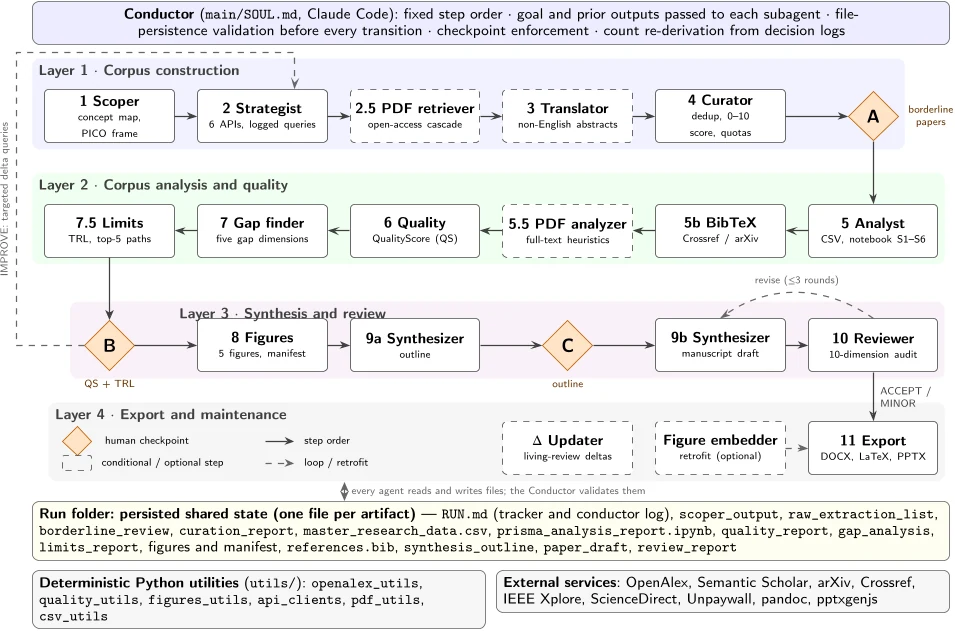 Conductor (main/SOUL.md, Claude Code): fixed step order · goal and prior outputs passed to each subagent · file-
persistence validation before every transition · checkpoint enforcement · count re-derivation from decision logs
Layer 1 · Corpus construction
1 Scoper
concept map,
PICO frame
2 Strategist
6 APIs, logged queries
2.5 PDF retriever
open-access cascade
3 Translator
non-English abstracts
4 Curator
dedup, 0–10
score, quotas
A
borderline
papers
IMPROVE: targeted delta queries
Layer 2 · Corpus analysis and quality
7.5 Limits
TRL, top-5 paths
7 Gap finder
five gap dimensions
6 Quality
QualityScore (QS)
5.5 PDF analyzer
full-text heuristics
5b BibTeX
Crossref / arXiv
5 Analyst
CSV, notebook S1–S6
revise (≤3 rounds)
Layer 3 · Synthesis and review
B
QS + TRL
8 Figures
5 figures, manifest
9a Synthesizer
outline
C
outline
9b Synthesizer
manuscript draft
10 Reviewer
10-dimension audit
ACCEPT /
MINOR
Layer 4 · Export and maintenance
human checkpoint
step order
conditional / optional step
loop / retrofit
Δ Updater
living-review deltas
Figure embedder
retrofit (optional)
11 Export
DOCX, LaTeX, PPTX
every agent reads and writes files; the Conductor validates them
Run folder: persisted shared state (one file per artifact) — RUN.md (tracker and conductor log), scoper_output, raw_extraction_list,
borderline_review, curation_report, master_research_data.csv, prisma_analysis_report.ipynb, quality_report, gap_analysis,
limits_report, figures and manifest, references.bib, synthesis_outline, paper_draft, review_report
Deterministic Python utilities (utils/): openalex_utils,
quality_utils, figures_utils, api_clients, pdf_utils,
csv_utils
External services: OpenAlex, Semantic Scholar, arXiv, Crossref,
IEEE Xplore, ScienceDirect, Unpaywall, pandoc, pptxgenjs